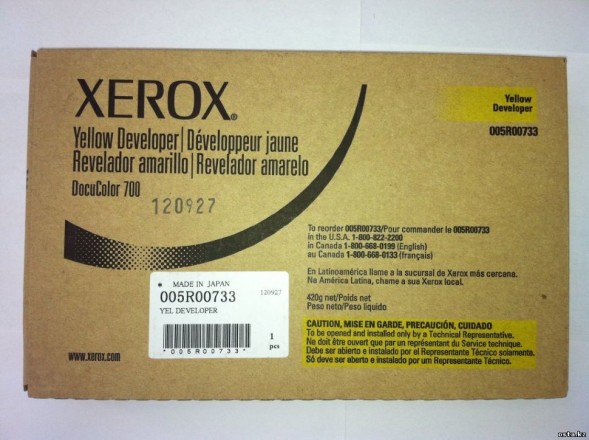 XEROX®
Yellow Developer | Développeur jaune
Revelador amarillo | Revelador amarelo
DocuColor 700
120927
Yellow
Developer
005R00733
To reorder 005R00733/Pour commander le 005R00733
in the U.S.A. 1-800-822-2200
in Canada 1-800-668-0199 (English)
au Canada 1-800-668-0133 (français)
En Latinoamérica llame a la sucursal de Xerox más cercana.
Na América Latina, chame a sua Xerox local.
420g net/Poids net
Peso neto/Peso líquido
CAUTION, MISE EN GARDE, PRECAUCIÓN, CUIDADO
To be opened and installed only by a Technical Representative.
Ne doit être ouvert que par un représentant du Service technique.
Debe ser abierto e instalado por el Representante Técnico solamente.
Só deve ser aberto e instalado por um Representante Técnico.
MADE IN JAPAN
005R00733
120927
YEL DEVELOPER
1
pcs
*005R00733*
www.xerox.com
osta.kz